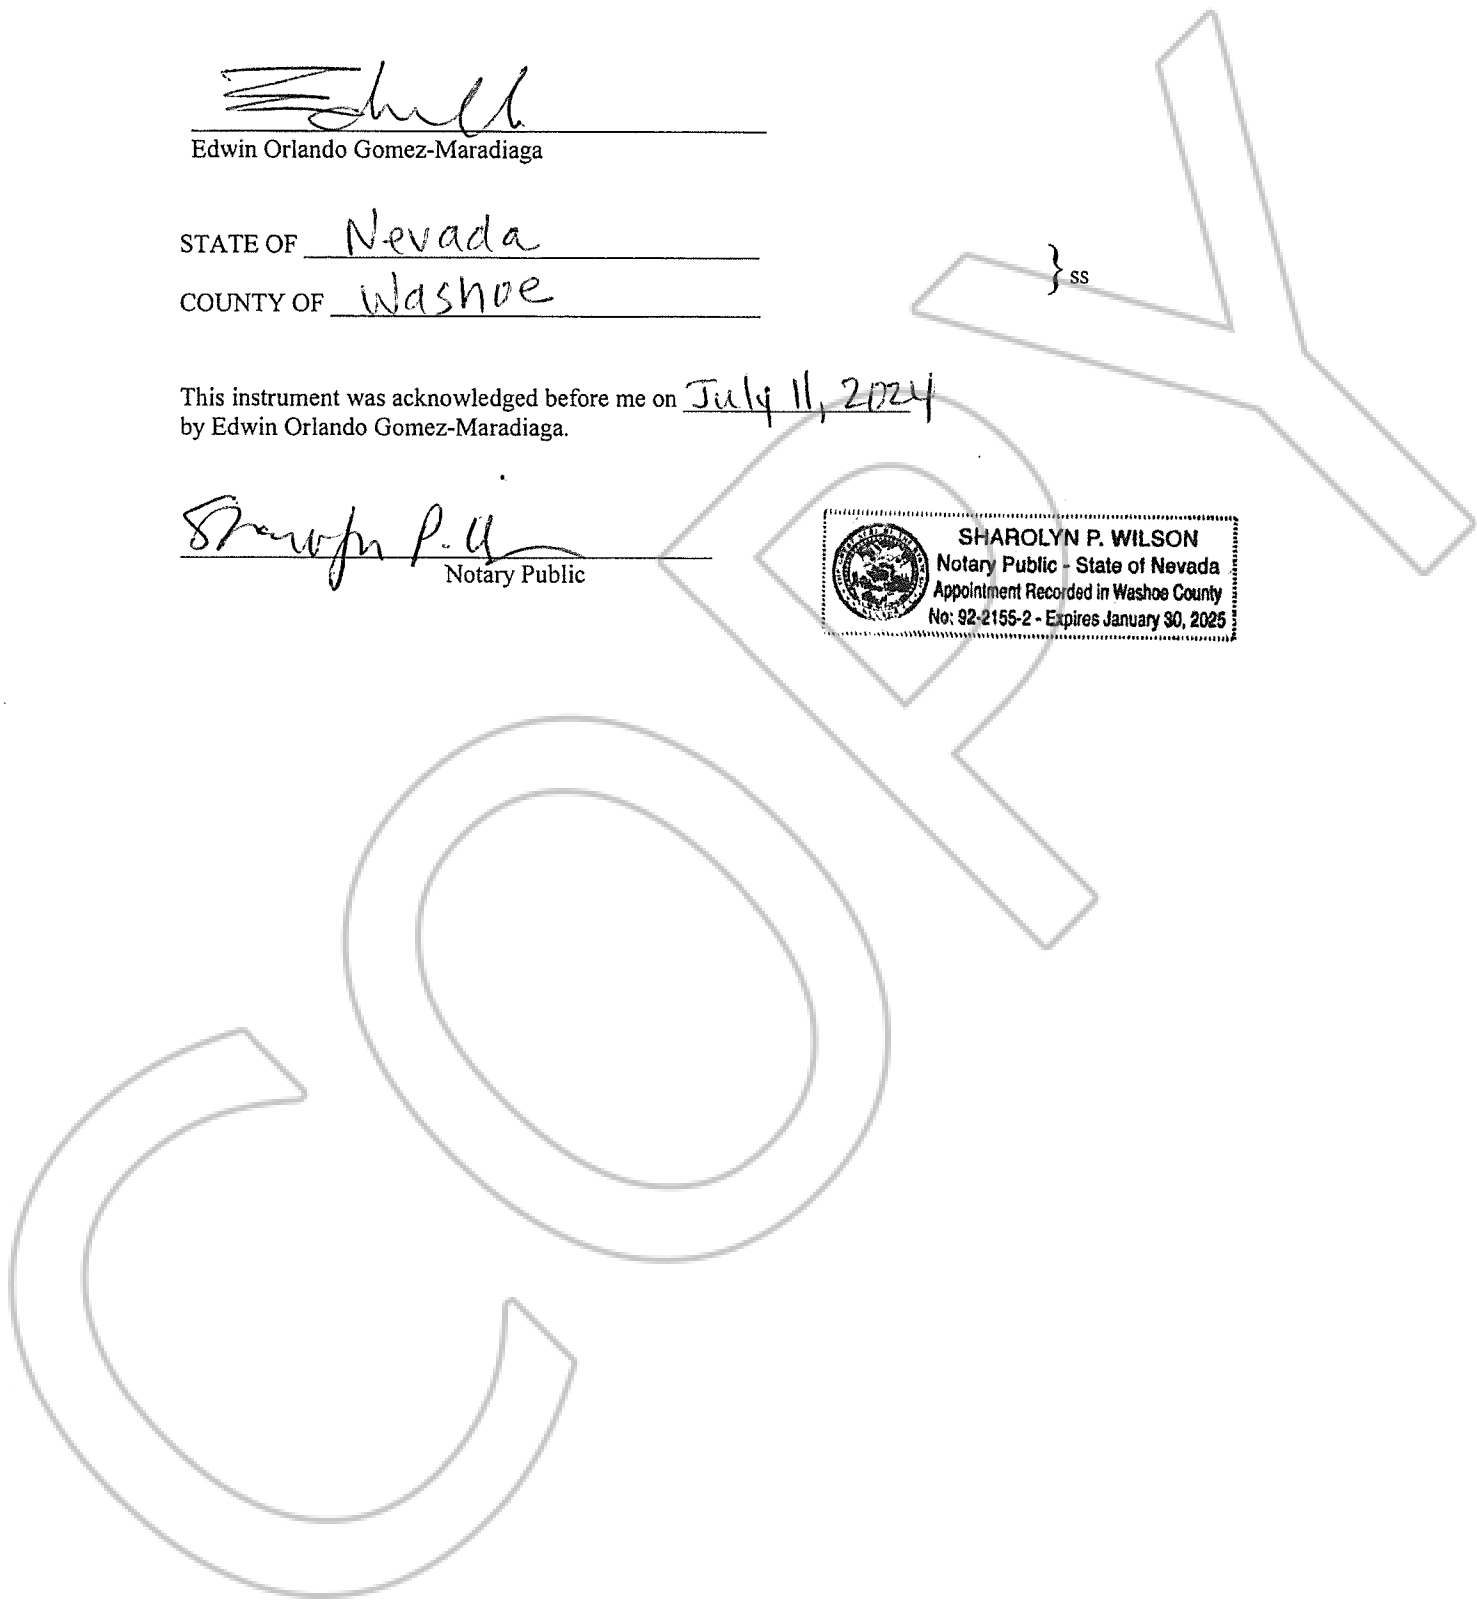 Edwin Orlando Gomez-Maradiaga
STATE OF Nevada
COUNTY OF Washoe
} ss
This instrument was acknowledged before me on July 11, 2024
by Edwin Orlando Gomez-Maradiaga.
Sharolyn P.
Notary Public
SHAROLYN P. WILSON
Notary Public - State of Nevada
Appointment Recorded in Washoe County
No: 92-2155-2 - Expires January 30, 2025
COPY